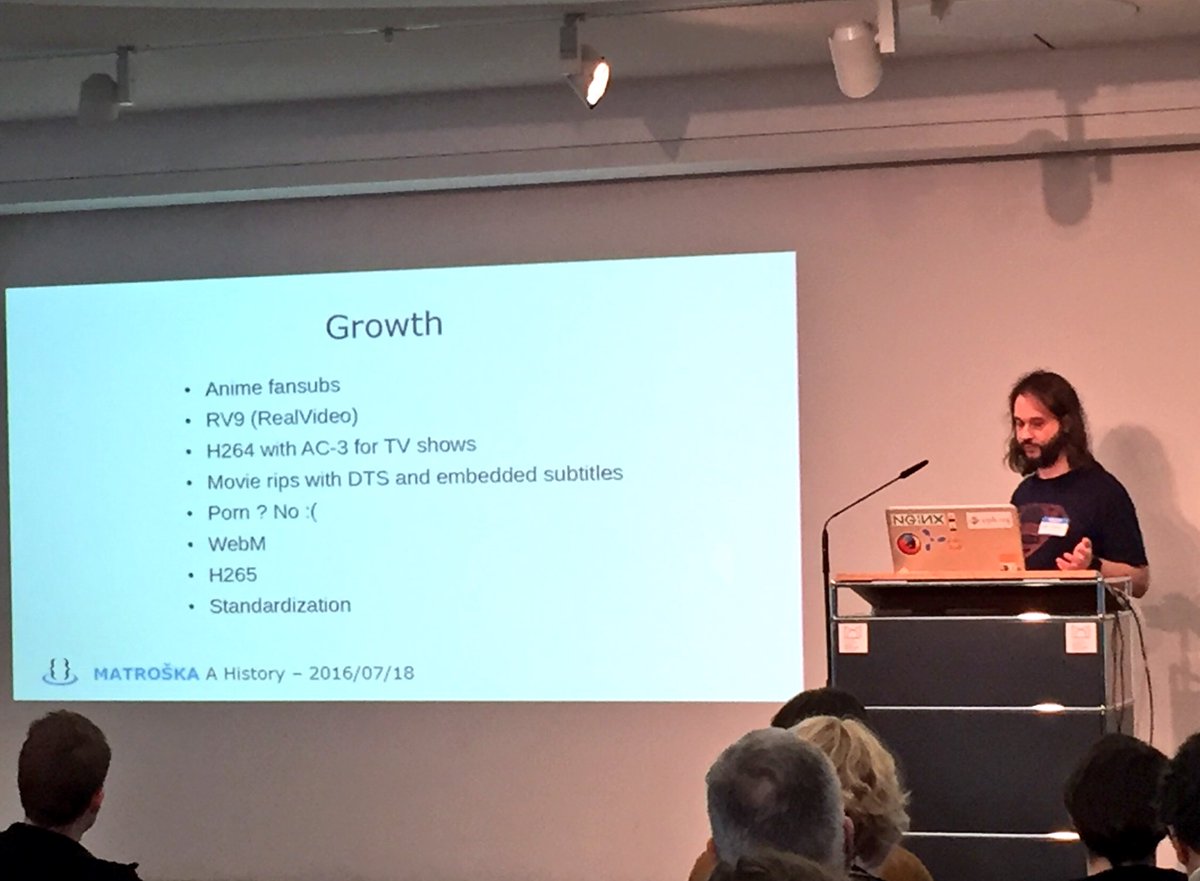 Growth
• Anime fansubs
• RV9 (RealVideo)
• H264 with AC-3 for TV shows
• Movie rips with DTS and embedded subtitles
• Porn ? No :(
• WebM
• H265
• Standardization
{} MATROŠKA A History – 2016/07/18
NGINX